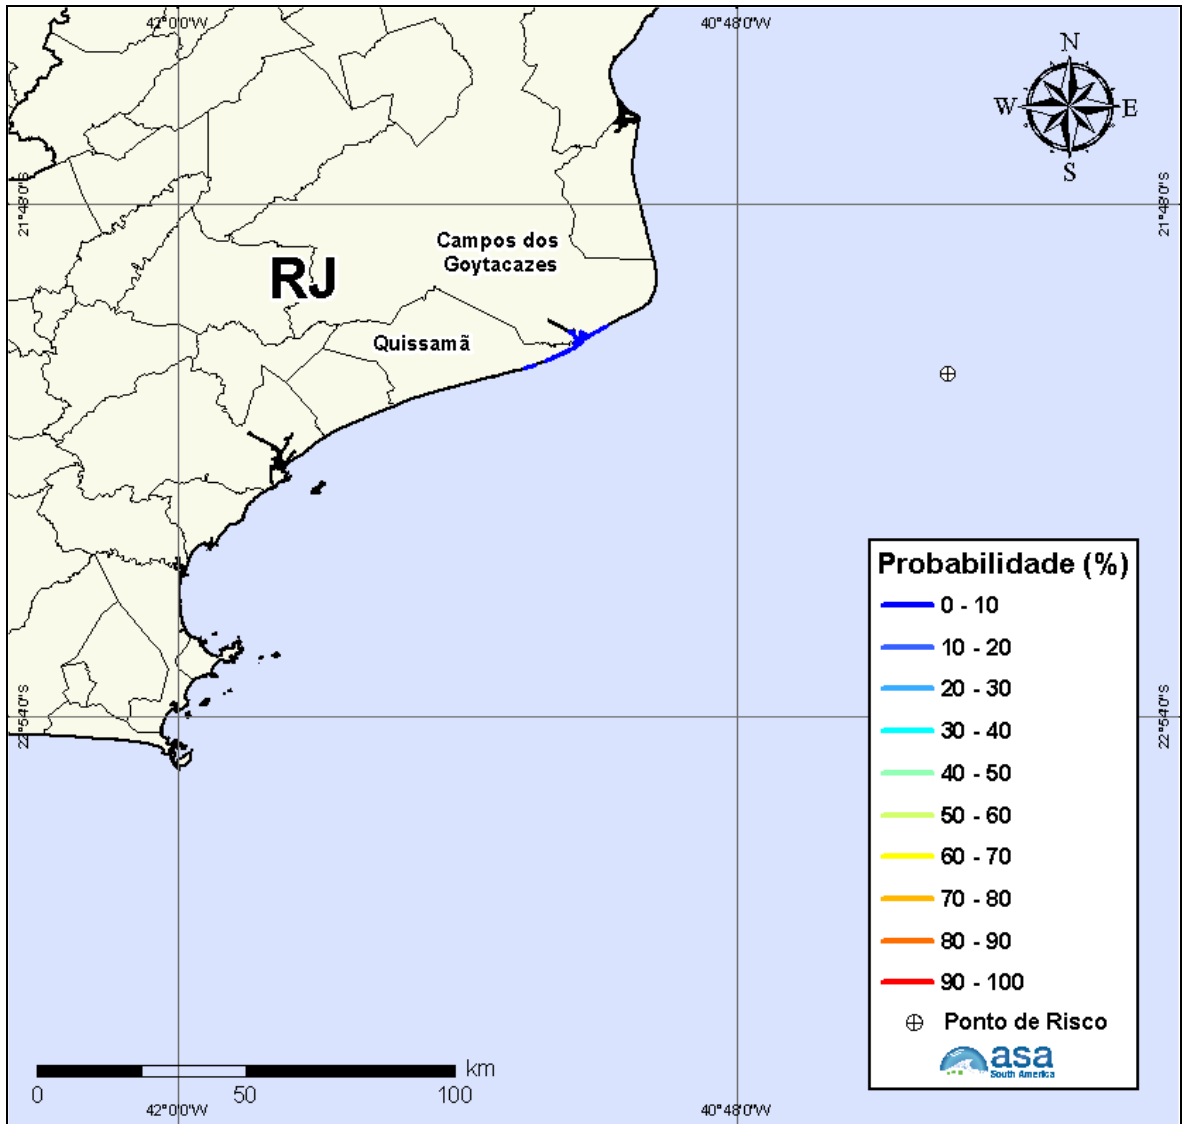 42°0'0"W
40°48'0"W
N
W
E
S
21°48'0"S
21°48'0"S
Campos dos
Goytacazes
RJ
Quissamã
Probabilidade (%)
0 - 10
10 - 20
20 - 30
30 - 40
40 - 50
50 - 60
60 - 70
70 - 80
80 - 90
90 - 100
Ponto de Risco
asa
South America
22°54'0"S
22°54'0"S
km
0
50
100
42°0'0"W
40°48'0"W